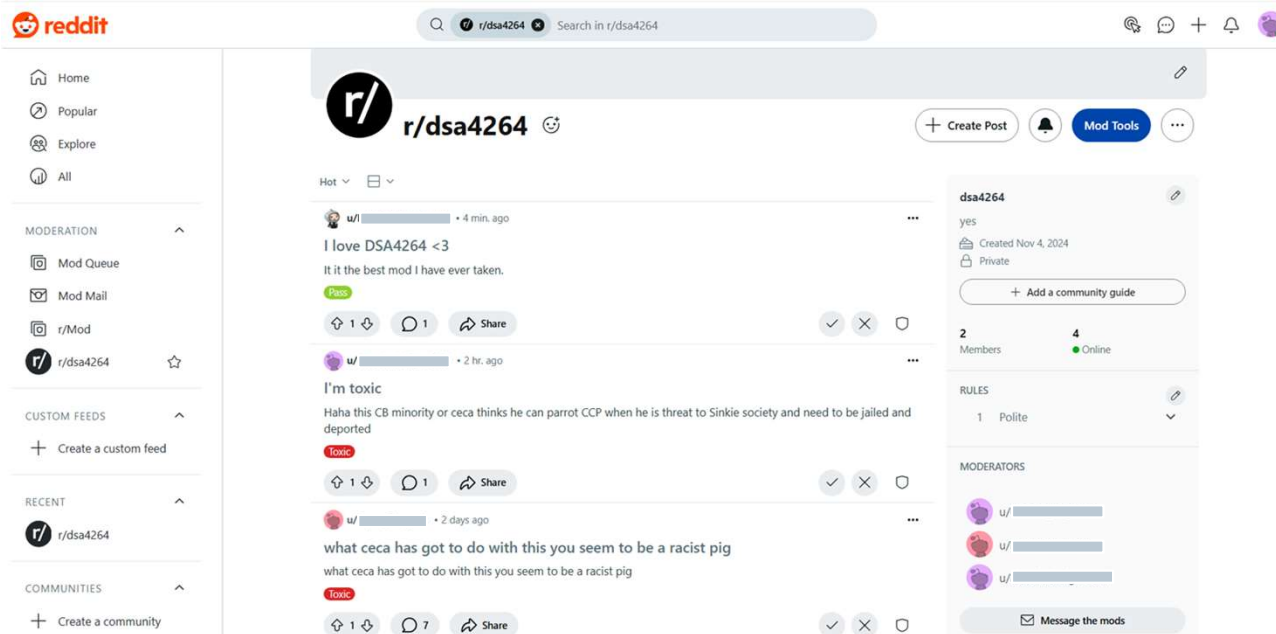 reddit
r/dsa4264
Search in r/dsa4264
Home
Popular
Explore
All
MODERATION
Mod Queue
Mod Mail
r/Mod
r/ r/dsa4264
CUSTOM FEEDS
Create a custom feed
RECENT
r/ r/dsa4264
COMMUNITIES
Create a community
r/
r/dsa4264
Create Post
Mod Tools
Hot
u/l • 4 min. ago
I love DSA4264 <3
It it the best mod I have ever taken.
Pass
1 1 Share
u/ • 2 hr. ago
I'm toxic
Haha this CB minority or ceca thinks he can parrot CCP when he is threat to Sinkie society and need to be jailed and
deported
Toxic
1 1 Share
u/ • 2 days ago
what ceca has got to do with this you seem to be a racist pig
what ceca has got to do with this you seem to be a racist pig
Toxic
1 7 Share
dsa4264
yes
Created Nov 4, 2024
Private
Add a community guide
2 4
Members Online
RULES
1 Polite
MODERATORS
u/
u/
u/
Message the mods